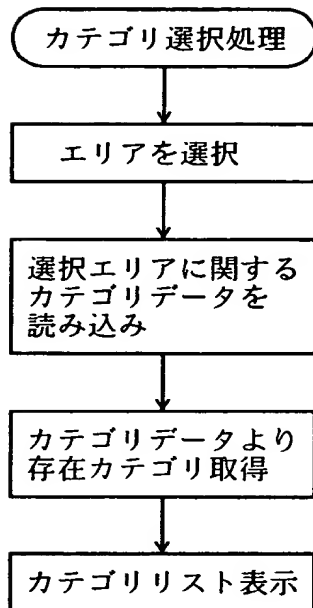 カテゴリ選択処理
エリアを選択
選択エリアに関する
カテゴリデータを
読み込み
カテゴリデータより
存在カテゴリ取得
カテゴリリスト表示